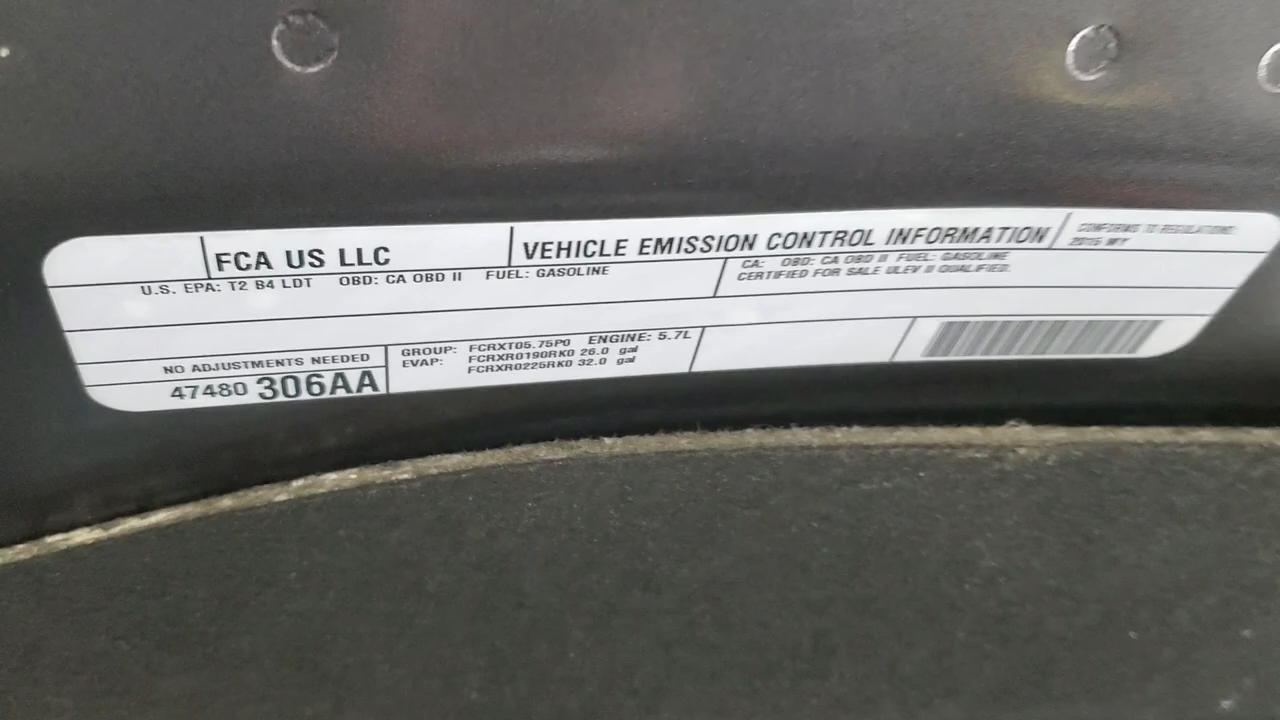 FCA US LLC
VEHICLE EMISSION CONTROL INFORMATION
CONFORMS TO REGULATIONS:
2015 MY
U.S. EPA: T2 B4 LDT OBD: CA OBD II FUEL: GASOLINE
CA: OBD: CA OBD II FUEL: GASOLINE
CERTIFIED FOR SALE ULEV II QUALIFIED.
NO ADJUSTMENTS NEEDED
47480 306AA
GROUP: FCRXT05.75P0 ENGINE: 5.7L
EVAP: FCRXR0190RK0 26.0 gal
FCRXR0225RK0 32.0 gal